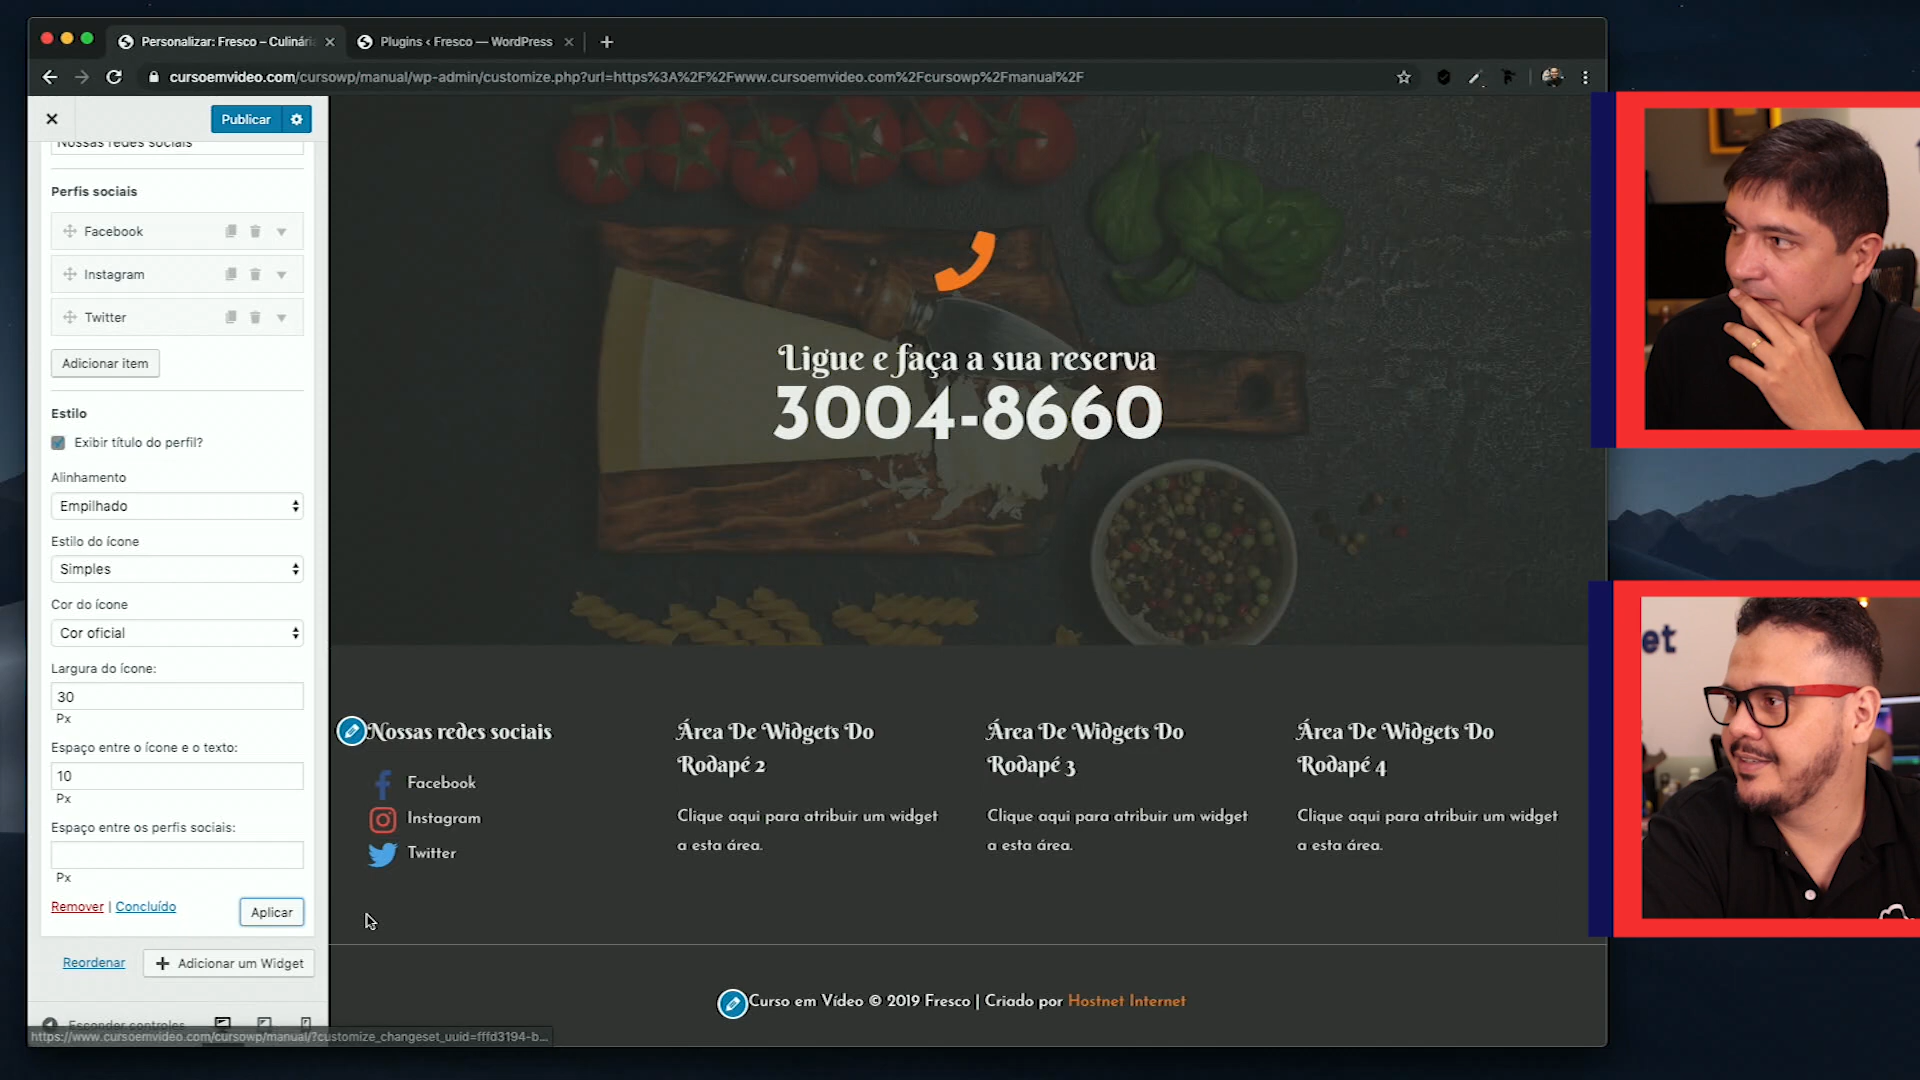 Personalizar: Fresco – Culinári
Plugins ‹ Fresco — WordPress
cursoemvideo.com/cursowp/manual/wp-admin/customize.php?url=https%3A%2F%2Fwww.cursoemvideo.com%2Fcursowp%2Fmanual%2F
Publicar
Nossas redes sociais
Perfis sociais
Facebook
Instagram
Twitter
Adicionar item
Estilo
Exibir título do perfil?
Alinhamento
Empilhado
Estilo do ícone
Simples
Cor do ícone
Cor oficial
Largura do ícone:
30
Px
Espaço entre o ícone e o texto:
10
Px
Espaço entre os perfis sociais:
Px
Remover | Concluído
Aplicar
Reordenar
Adicionar um Widget
Esconder controles
https://www.cursoemvideo.com/cursowp/manual/?customize_changeset_uuid=fffd3194-b...
Ligue e faça a sua reserva
3004-8660
Nossas redes sociais
Facebook
Instagram
Twitter
Área De Widgets Do
Rodapé 2
Clique aqui para atribuir um widget
a esta área.
Área De Widgets Do
Rodapé 3
Clique aqui para atribuir um widget
a esta área.
Área De Widgets Do
Rodapé 4
Clique aqui para atribuir um widget
a esta área.
Curso em Vídeo © 2019 Fresco | Criado por Hostnet Internet
et